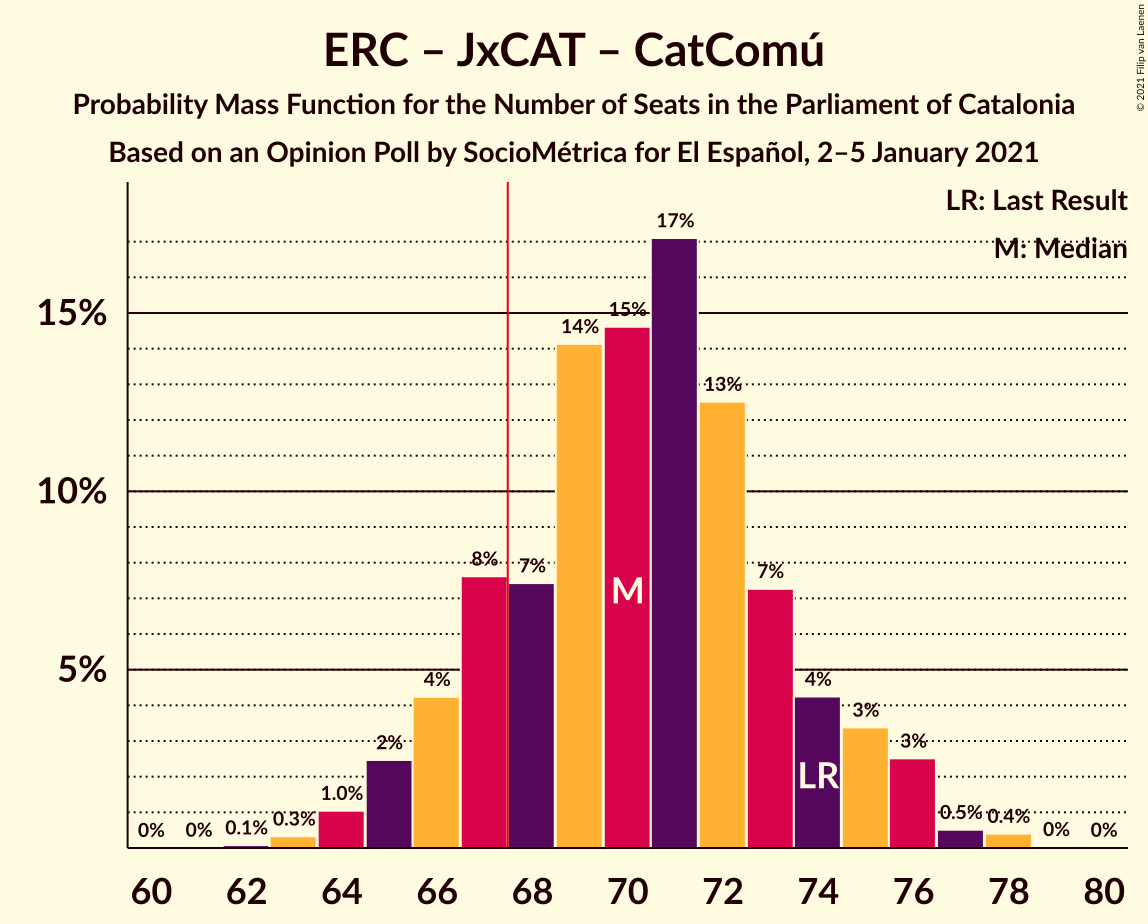 ERC – JxCAT – CatComú
Probability Mass Function for the Number of Seats in the Parliament of Catalonia
Based on an Opinion Poll by SocioMétrica for El Español, 2–5 January 2021
© 2021 Filip van Laenen
LR: Last Result
M: Median
17%
15%
15%
14%
13%
10%
8%
7%
7%
M
5%
4%
4%
3%
2%
3%
LR
1.0%
0.5%
0.4%
0.3%
0.1%
0%
0%
0%
0%
60 62 64 66 68 70 72 74 76 78 80